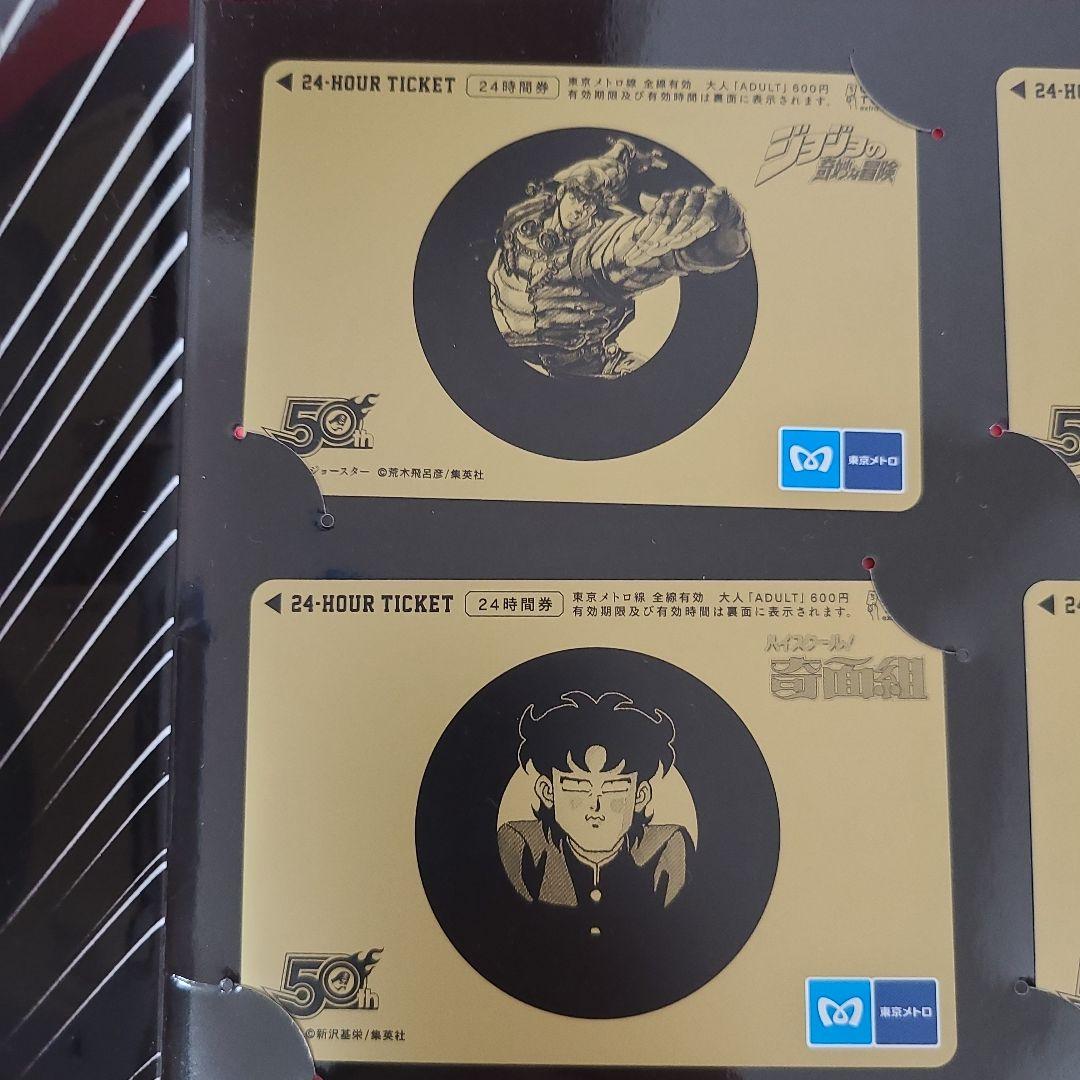 ◀ 24-HOUR TICKET 24時間券
東京メトロ線 全線有効 大人「ADULT」600円
有効期限及び有効時間は裏面に表示されます。
ジョジョの
奇妙な冒険
50th
ジョースター ©荒木飛呂彦/集英社
東京メトロ
◀ 24-HOUR TICKET 24時間券
東京メトロ線 全線有効 大人「ADULT」600円
有効期限及び有効時間は裏面に表示されます。
ハイスクール!
奇面組
50th
©新沢基栄/集英社
東京メトロ
◀ 24-H
◀ 2